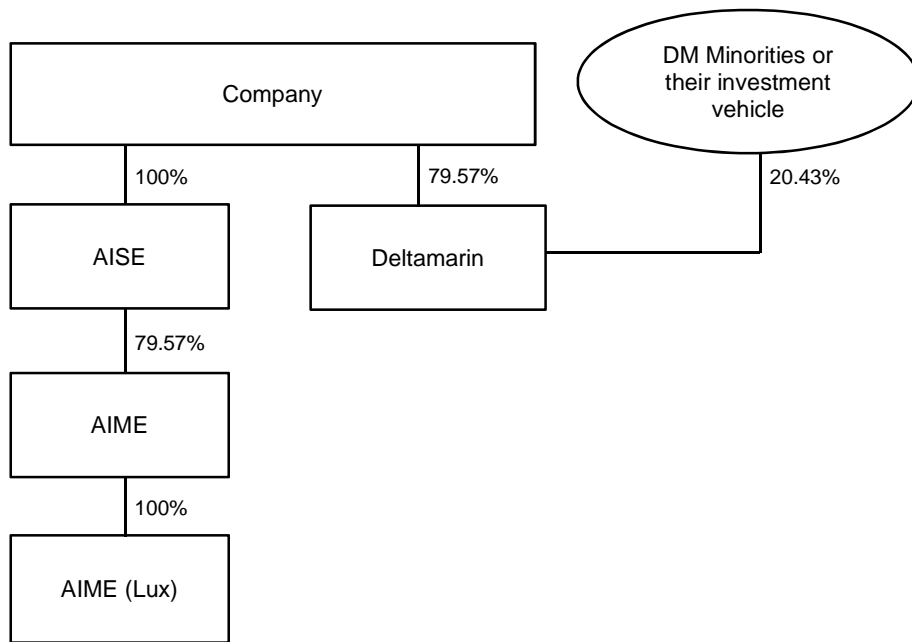 Company
DM Minorities or
their investment
vehicle
100%
79.57%
20.43%
AISE
Deltamarin
79.57%
AIME
100%
AIME (Lux)